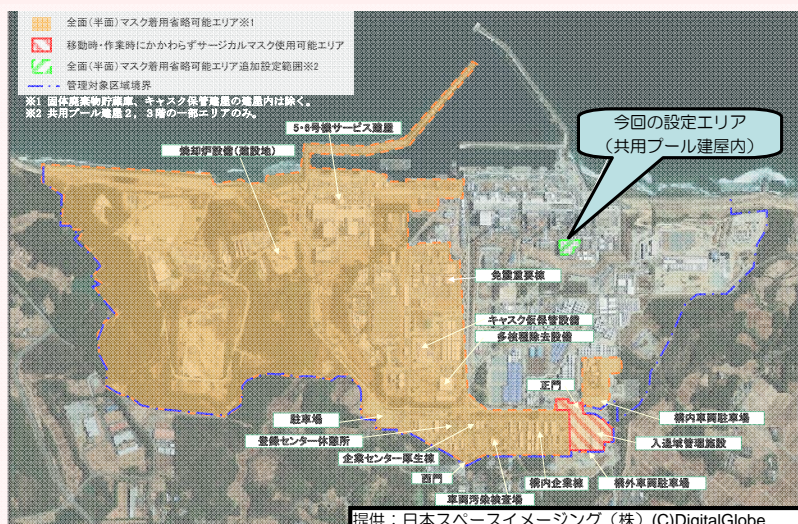 全面(半面)マスク着用省略可能エリア※1
移動時・作業時にかかわらずサージカルマスク使用可能エリア
全面(半面)マスク着用省略可能エリア追加設定範囲※2
管理対象区域境界
※1 固体廃棄物貯蔵庫、キャスク保管建屋の建屋内は除く。
※2 共用プール建屋2，3階の一部エリアのみ。
今回の設定エリア
（共用プール建屋内）
5・6号機サービス建屋
焼却炉設備(建設地)
免震重要棟
キャスク仮保管設備
多核種除去設備
正門
駐車場
構内車両駐車場
登録センター休憩所
入退域管理施設
企業センター厚生棟
西門
構内企業棟
構外車両駐車場
車両汚染検査場
提供：日本スペースイメージング（株）(C)DigitalGlobe